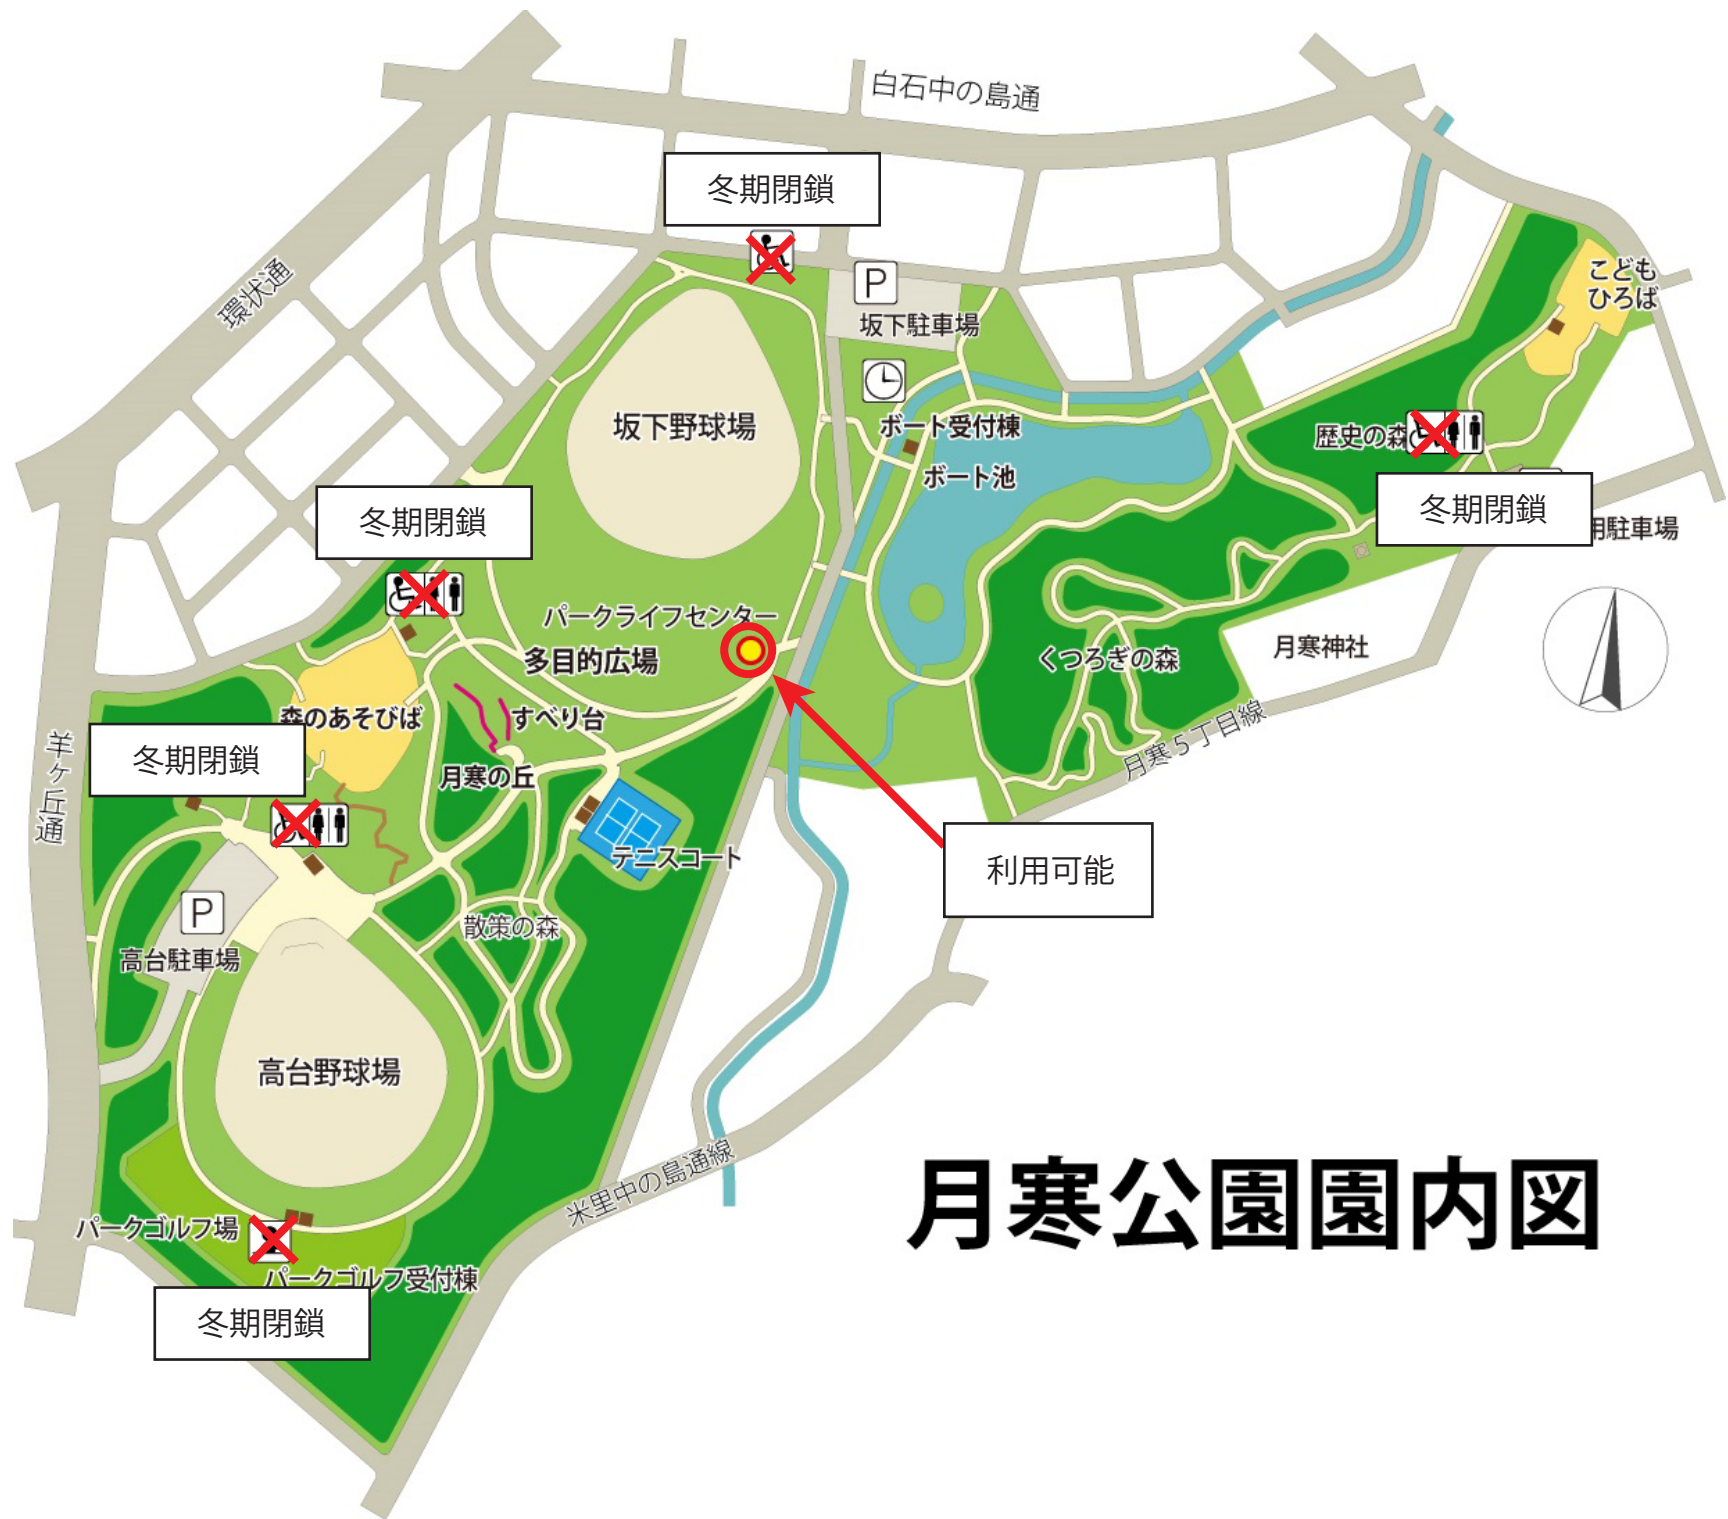 白石中の島通
冬期閉鎖
環状通
P
坂下駐車場
こども
ひろば
坂下野球場
ボート受付棟
ボート池
歴史の森
冬期閉鎖
冬期閉鎖
用駐車場
パークライフセンター
多目的広場
くつろぎの森
月寒神社
森のあそびば
すべり台
月寒5丁目線
羊ヶ丘通
冬期閉鎖
月寒の丘
テニスコート
利用可能
P
散策の森
高台駐車場
高台野球場
米里中の島通線
月寒公園園内図
パークゴルフ場
パークゴルフ受付棟
冬期閉鎖